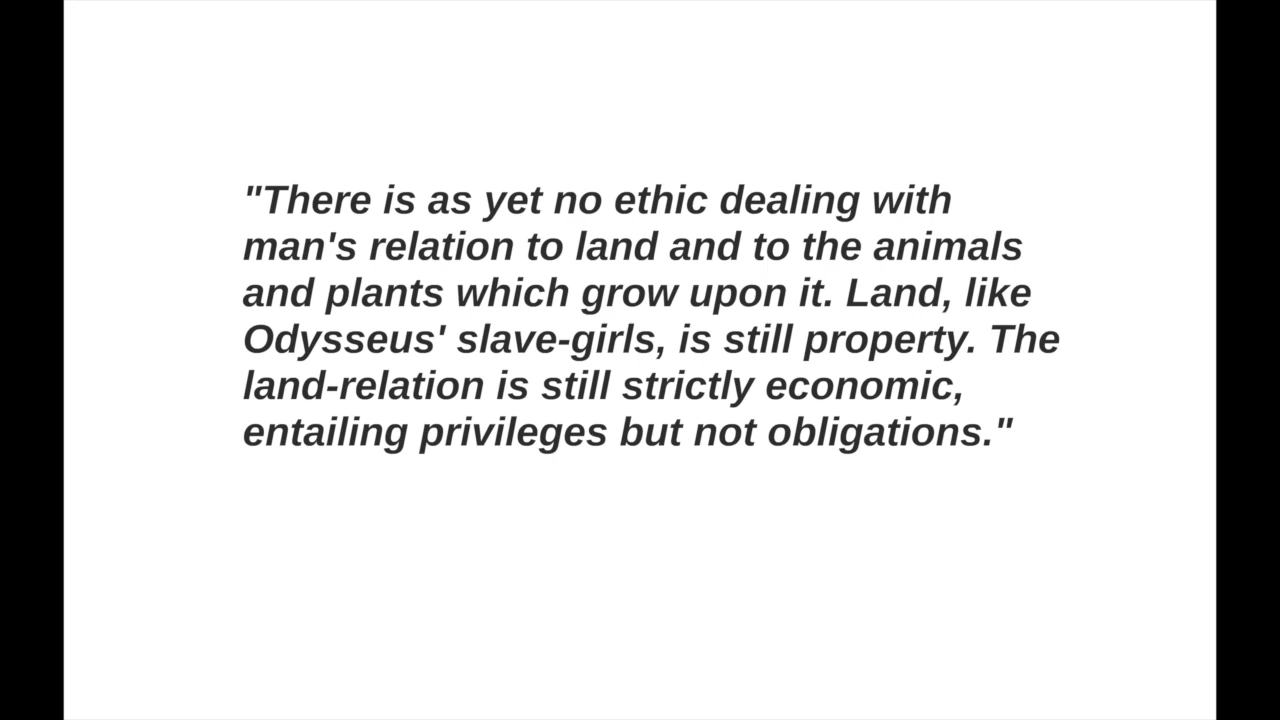 "There is as yet no ethic dealing with
man's relation to land and to the animals
and plants which grow upon it. Land, like
Odysseus' slave-girls, is still property. The
land-relation is still strictly economic,
entailing privileges but not obligations."